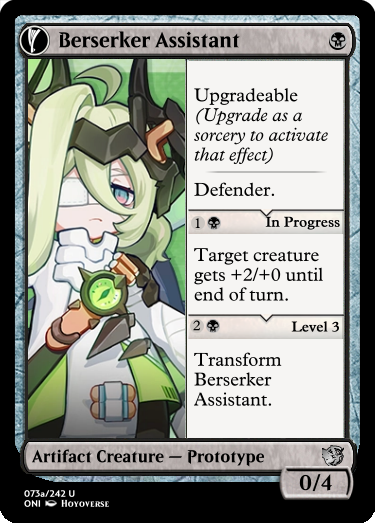 Berserker Assistant
Upgradeable
(Upgrade as a
sorcery to activate
that effect)
Defender.
1 In Progress
Target creature
gets +2/+0 until
end of turn.
2 Level 3
Transform
Berserker
Assistant.
Artifact Creature — Prototype
0/4
073a/242 U
ONI Hoyoverse